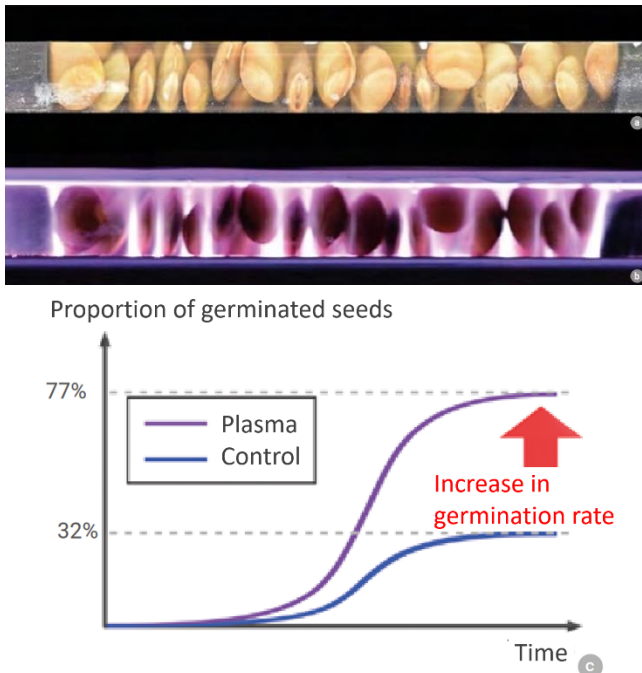 a
b
Proportion of germinated seeds
77%
Plasma
Control
Increase in
germination rate
32%
Time
c